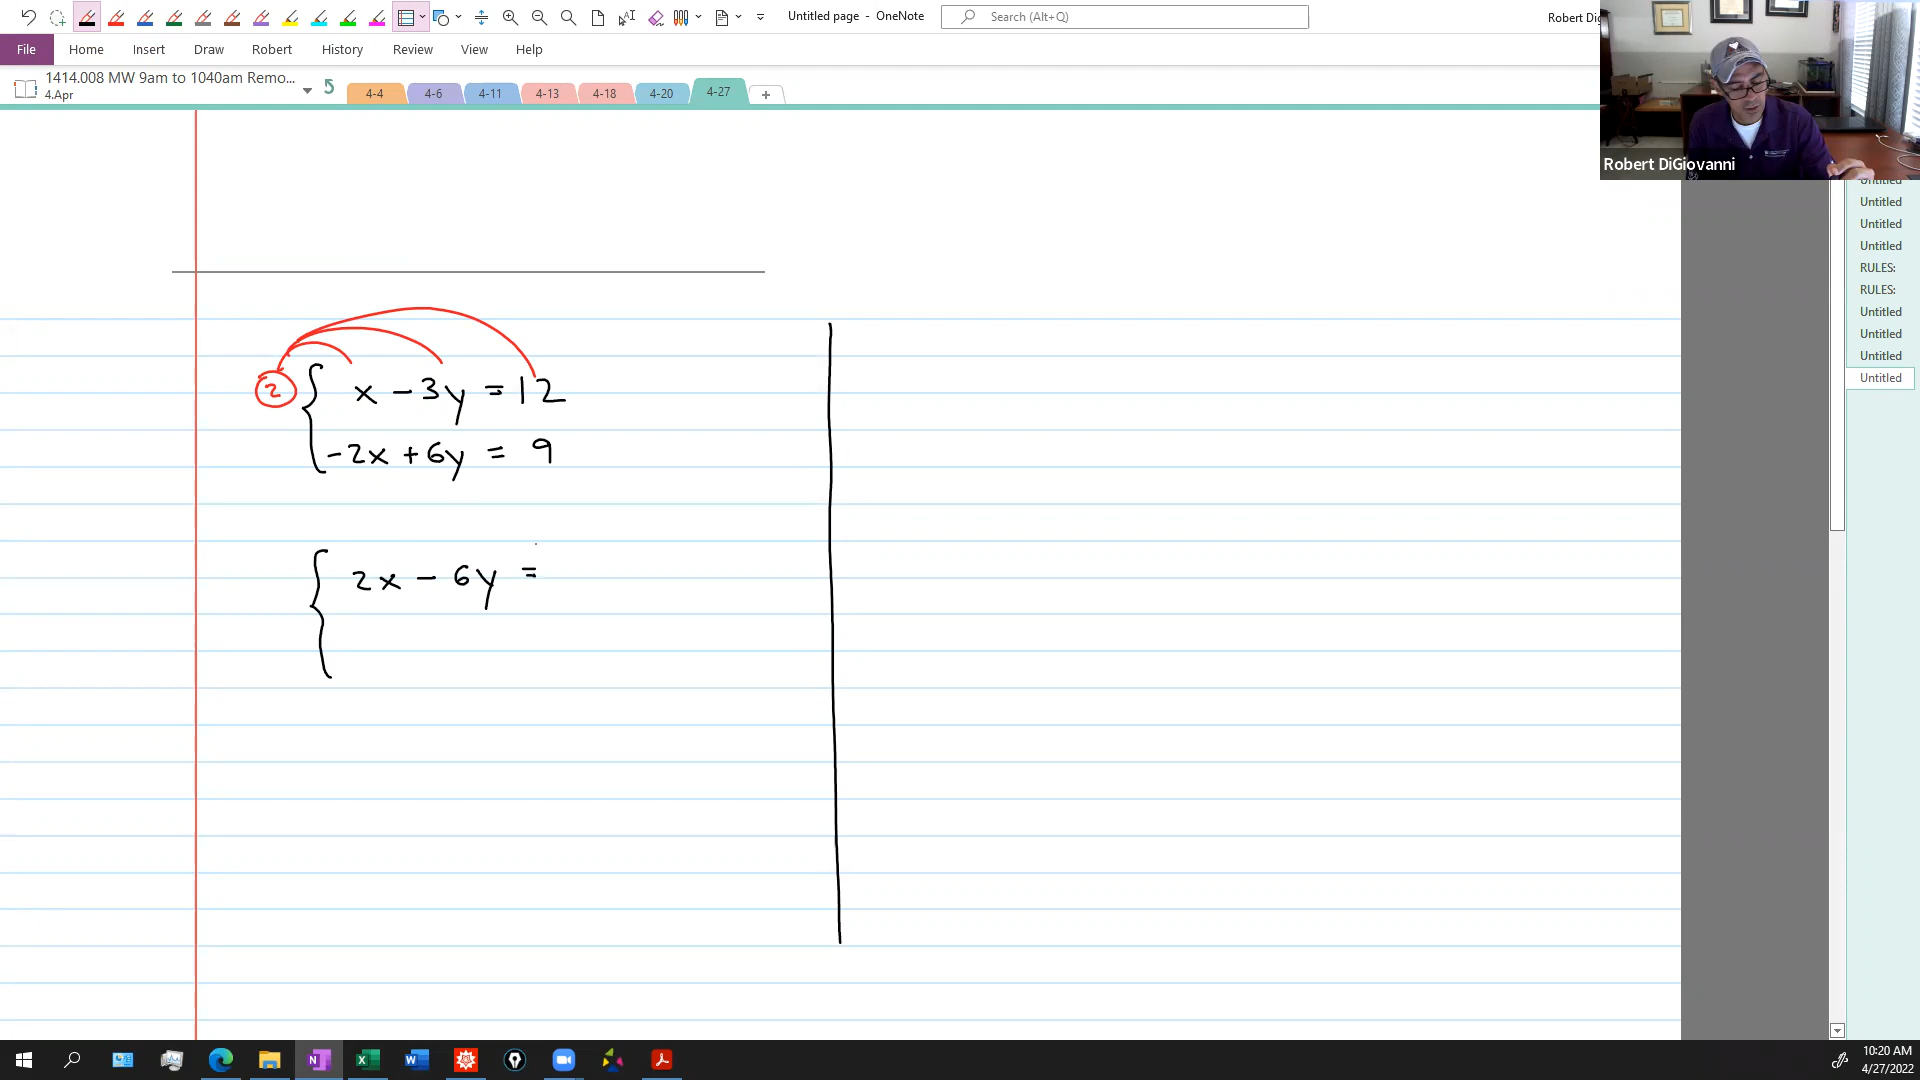 Untitled page - OneNote
Search (Alt+Q)
Robert
File Home Insert Draw Robert History Review View Help
1414.008 MW 9am to 1040am Remo...
4.Apr
4-4 4-6 4-11 4-13 4-18 4-20 4-27 +
Robert DiGiovanni
Untitled
Untitled
Untitled
Untitled
RULES:
RULES:
Untitled
Untitled
Untitled
Untitled
2 { x - 3y = 12
-2x + 6y = 9
{ 2x - 6y =
10:20 AM
4/27/2022